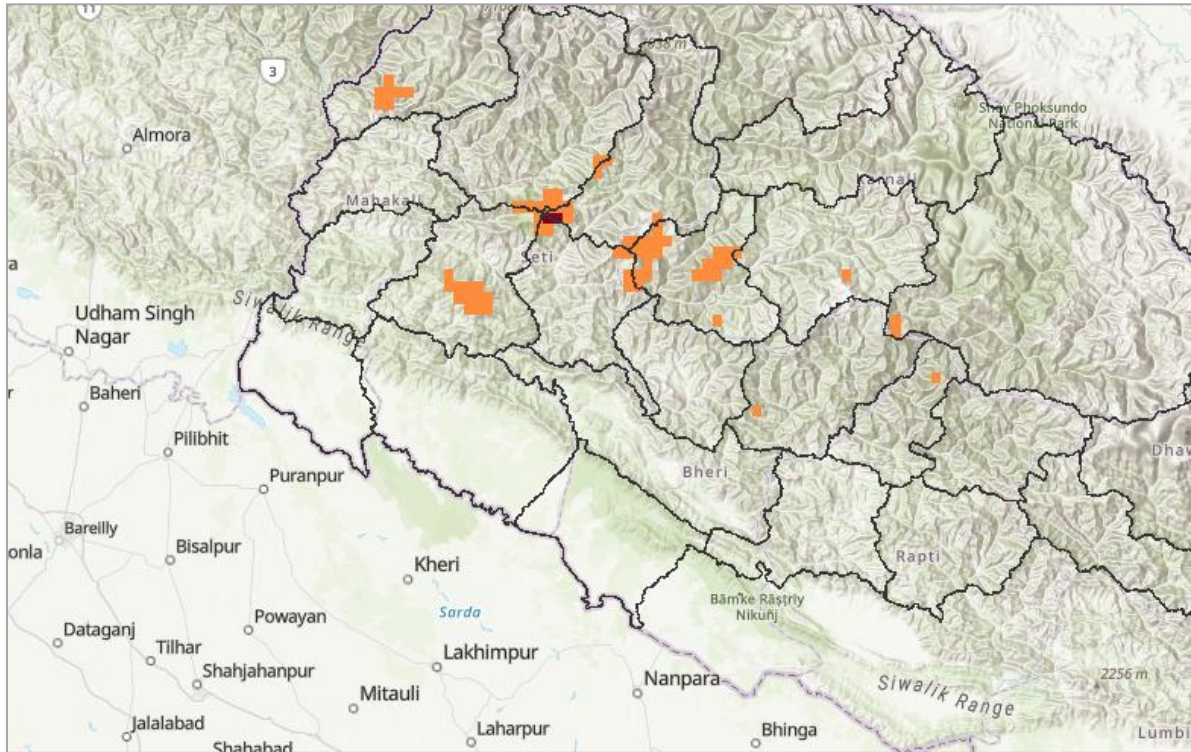 11
3
Almora
Shey Phoksundo
National Park
Mahakali
Seti
a
Siwalik Range
Udham Singh
Nagar
r
Baheri
Pilibhit
Dhaw
Bheri
Puranpur
Bareilly
onla
Bisalpur
Rapti
Kheri
Sarda
Bāṁke Rāṣṭriy
Nikuñj
Powayan
Dataganj
Tilhar
Lakhimpur
Shahjahanpur
2256 m
Nanpara
Siwalik Range
Mitauli
Jalalabad
Laharpur
Bhinga
Lumbi
Shahabad